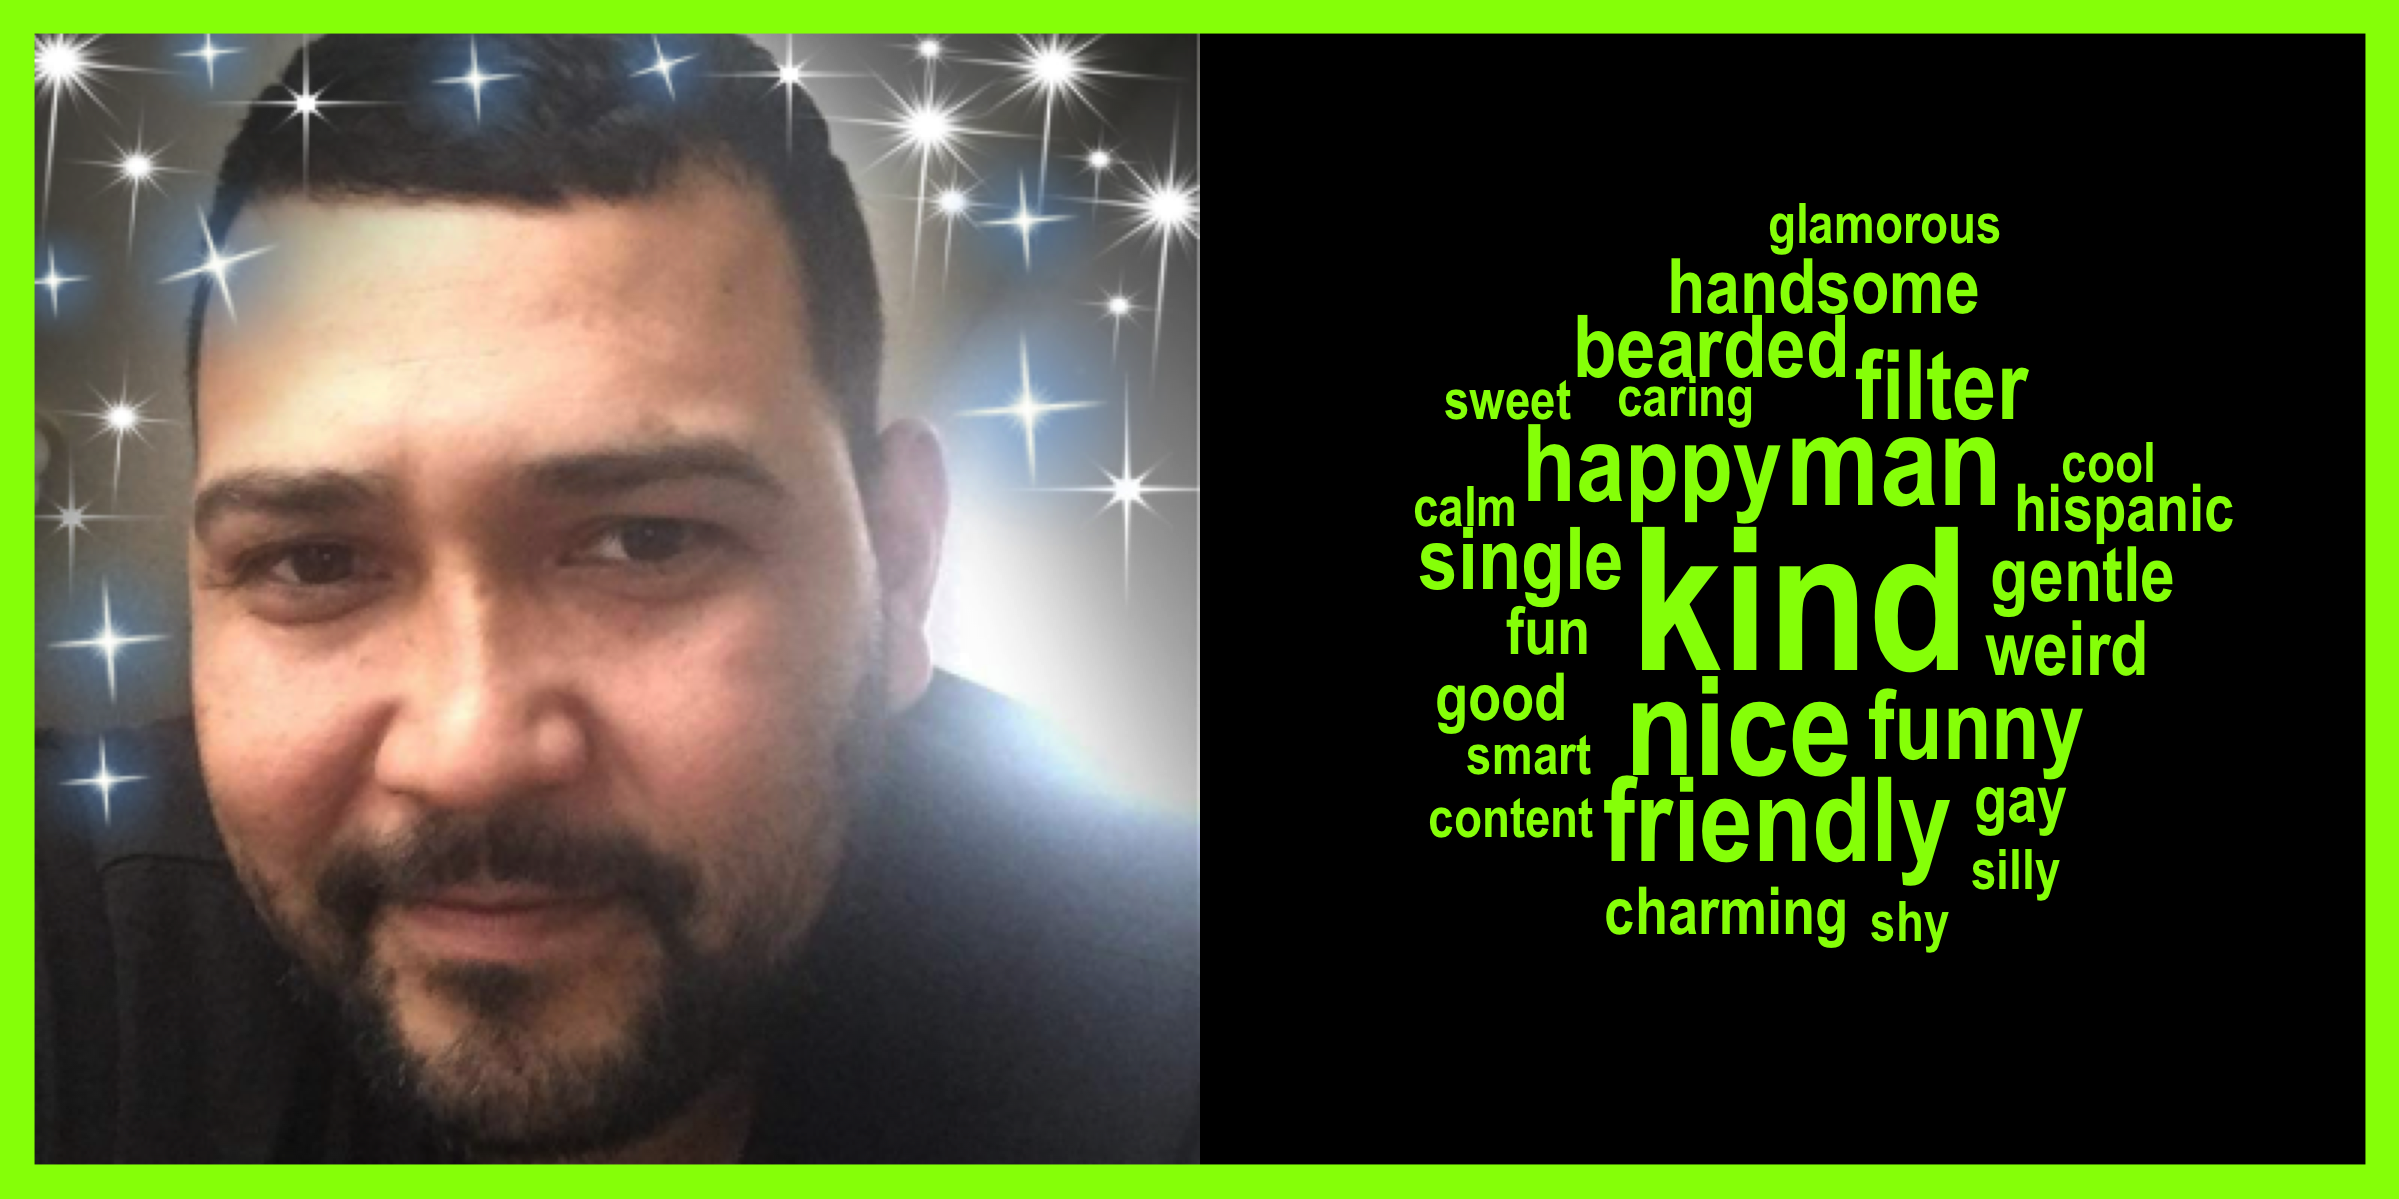 glamorous
handsome
bearded filter
sweet caring
happy man cool
calm hispanic
single kind gentle
fun weird
good nice funny
smart
content friendly gay
silly
charming shy